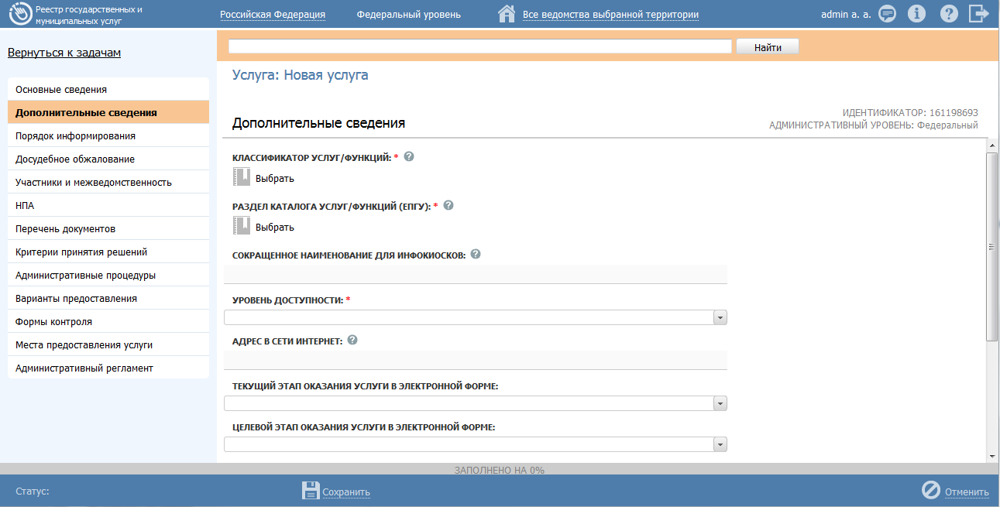 Реестр государственных и
муниципальных услуг
Российская Федерация
Федеральный уровень
Все ведомства выбранной территории
admin a. a.
Вернуться к задачам
Найти
Услуга: Новая услуга
Основные сведения
Дополнительные сведения
Порядок информирования
Досудебное обжалование
Участники и межведомственность
НПА
Перечень документов
Критерии принятия решений
Административные процедуры
Варианты предоставления
Формы контроля
Места предоставления услуги
Административный регламент
Дополнительные сведения
ИДЕНТИФИКАТОР: 161198693
АДМИНИСТРАТИВНЫЙ УРОВЕНЬ: Федеральный
КЛАССИФИКАТОР УСЛУГ/ФУНКЦИЙ: * ?
Выбрать
РАЗДЕЛ КАТАЛОГА УСЛУГ/ФУНКЦИЙ (ЕПГУ): * ?
Выбрать
СОКРАЩЕННОЕ НАИМЕНОВАНИЕ ДЛЯ ИНФОКИОСКОВ: ?
УРОВЕНЬ ДОСТУПНОСТИ: *
АДРЕС В СЕТИ ИНТЕРНЕТ: ?
ТЕКУЩИЙ ЭТАП ОКАЗАНИЯ УСЛУГИ В ЭЛЕКТРОННОЙ ФОРМЕ:
ЦЕЛЕВОЙ ЭТАП ОКАЗАНИЯ УСЛУГИ В ЭЛЕКТРОННОЙ ФОРМЕ:
ЗАПОЛНЕНО НА 0%
Статус:
Сохранить
Отменить